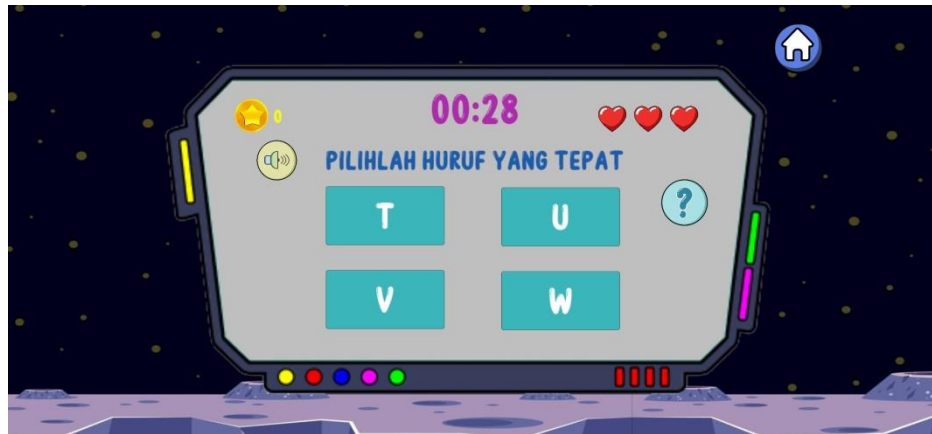 00:28
0
PILIHLAH HURUF YANG TEPAT
?
T U
V W